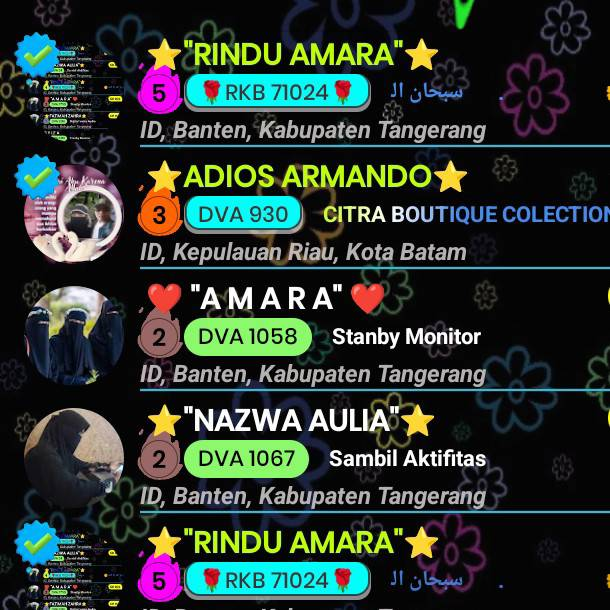 ⭐"RINDU AMARA"⭐
5 🌹RKB 71024🌹 سبحان ال
ID, Banten, Kabupaten Tangerang
⭐ADIOS ARMANDO⭐
3 DVA 930 CITRA BOUTIQUE COLECTION
ID, Kepulauan Riau, Kota Batam
❤️ "A M A R A" ❤️
2 DVA 1058 Stanby Monitor
ID, Banten, Kabupaten Tangerang
⭐"NAZWA AULIA"⭐
2 DVA 1067 Sambil Aktifitas
ID, Banten, Kabupaten Tangerang
⭐"RINDU AMARA"⭐
5 🌹RKB 71024🌹 سبحان ال